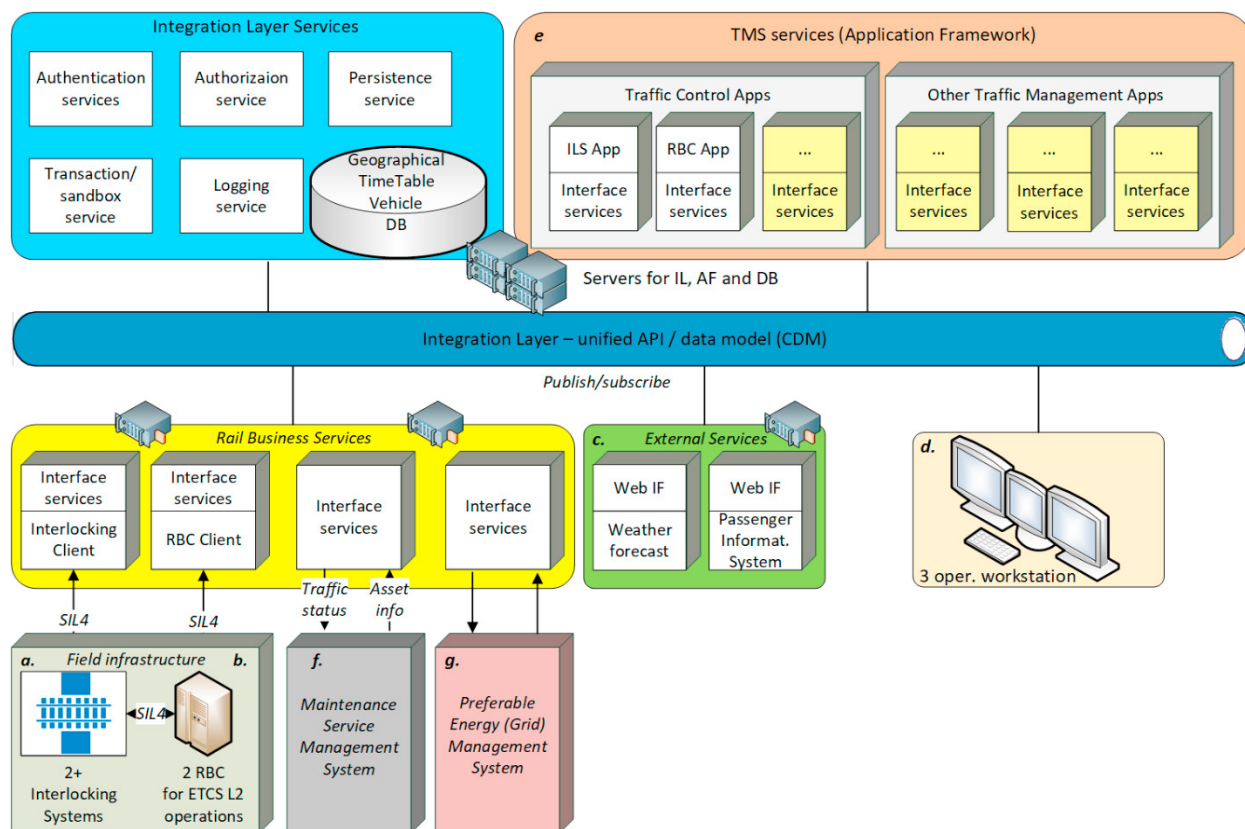 Integration Layer Services
Authentication
services
Authorizaion
service
Persistence
service
Transaction/
sandbox
service
Logging
service
Geographical
TimeTable
Vehicle
DB
e
TMS services (Application Framework)
Traffic Control Apps
ILS App
Interface
services
RBC App
Interface
services
...
Interface
services
Other Traffic Management Apps
...
Interface
services
...
Interface
services
...
Interface
services
Servers for IL, AF and DB
Integration Layer – unified API / data model (CDM)
Publish/subscribe
Rail Business Services
Interface
services
Interlocking
Client
Interface
services
RBC Client
Interface
services
Interface
services
c.
External Services
Web IF
Weather
forecast
Web IF
Passenger
Informat.
System
d.
3 oper. workstation
SIL4
SIL4
Traffic
status
Asset
info
a.
Field infrastructure
b.
SIL4
2+
Interlocking
Systems
2 RBC
for ETCS L2
operations
f.
Maintenance
Service
Management
System
g.
Preferable
Energy (Grid)
Management
System